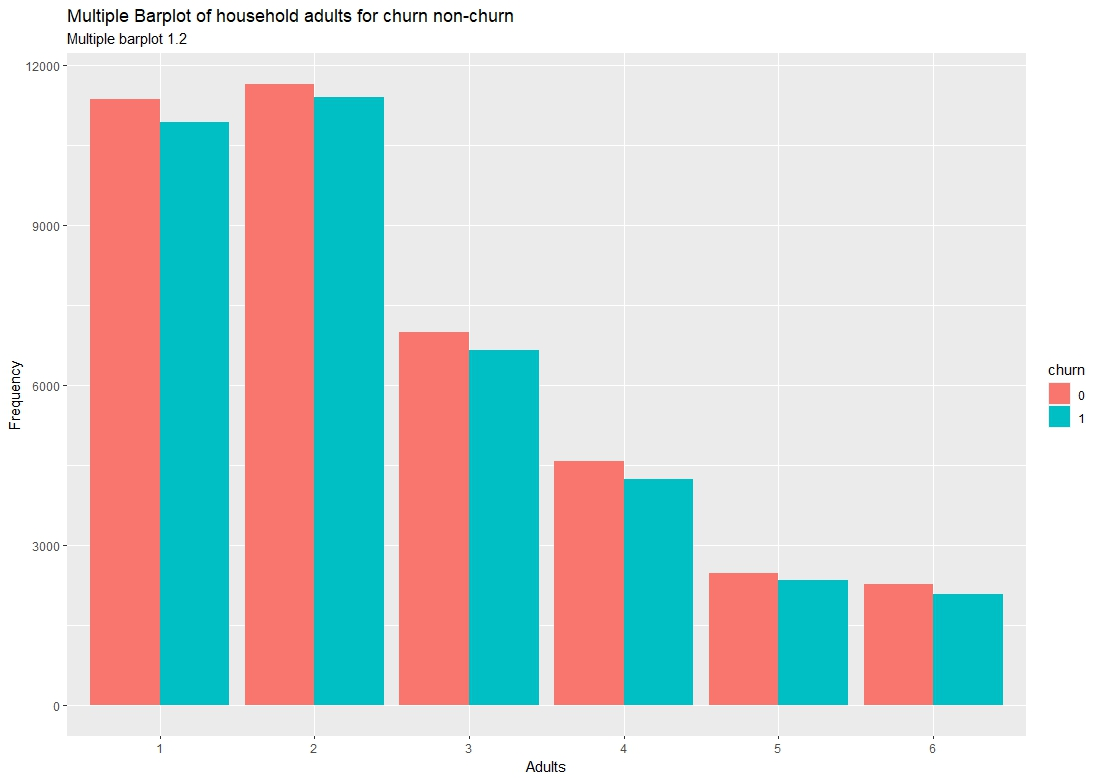 Multiple Barplot of household adults for churn non-churn
Multiple barplot 1.2
12000
9000
6000
3000
0
Frequency
1 2 3 4 5 6
Adults
churn
0
1